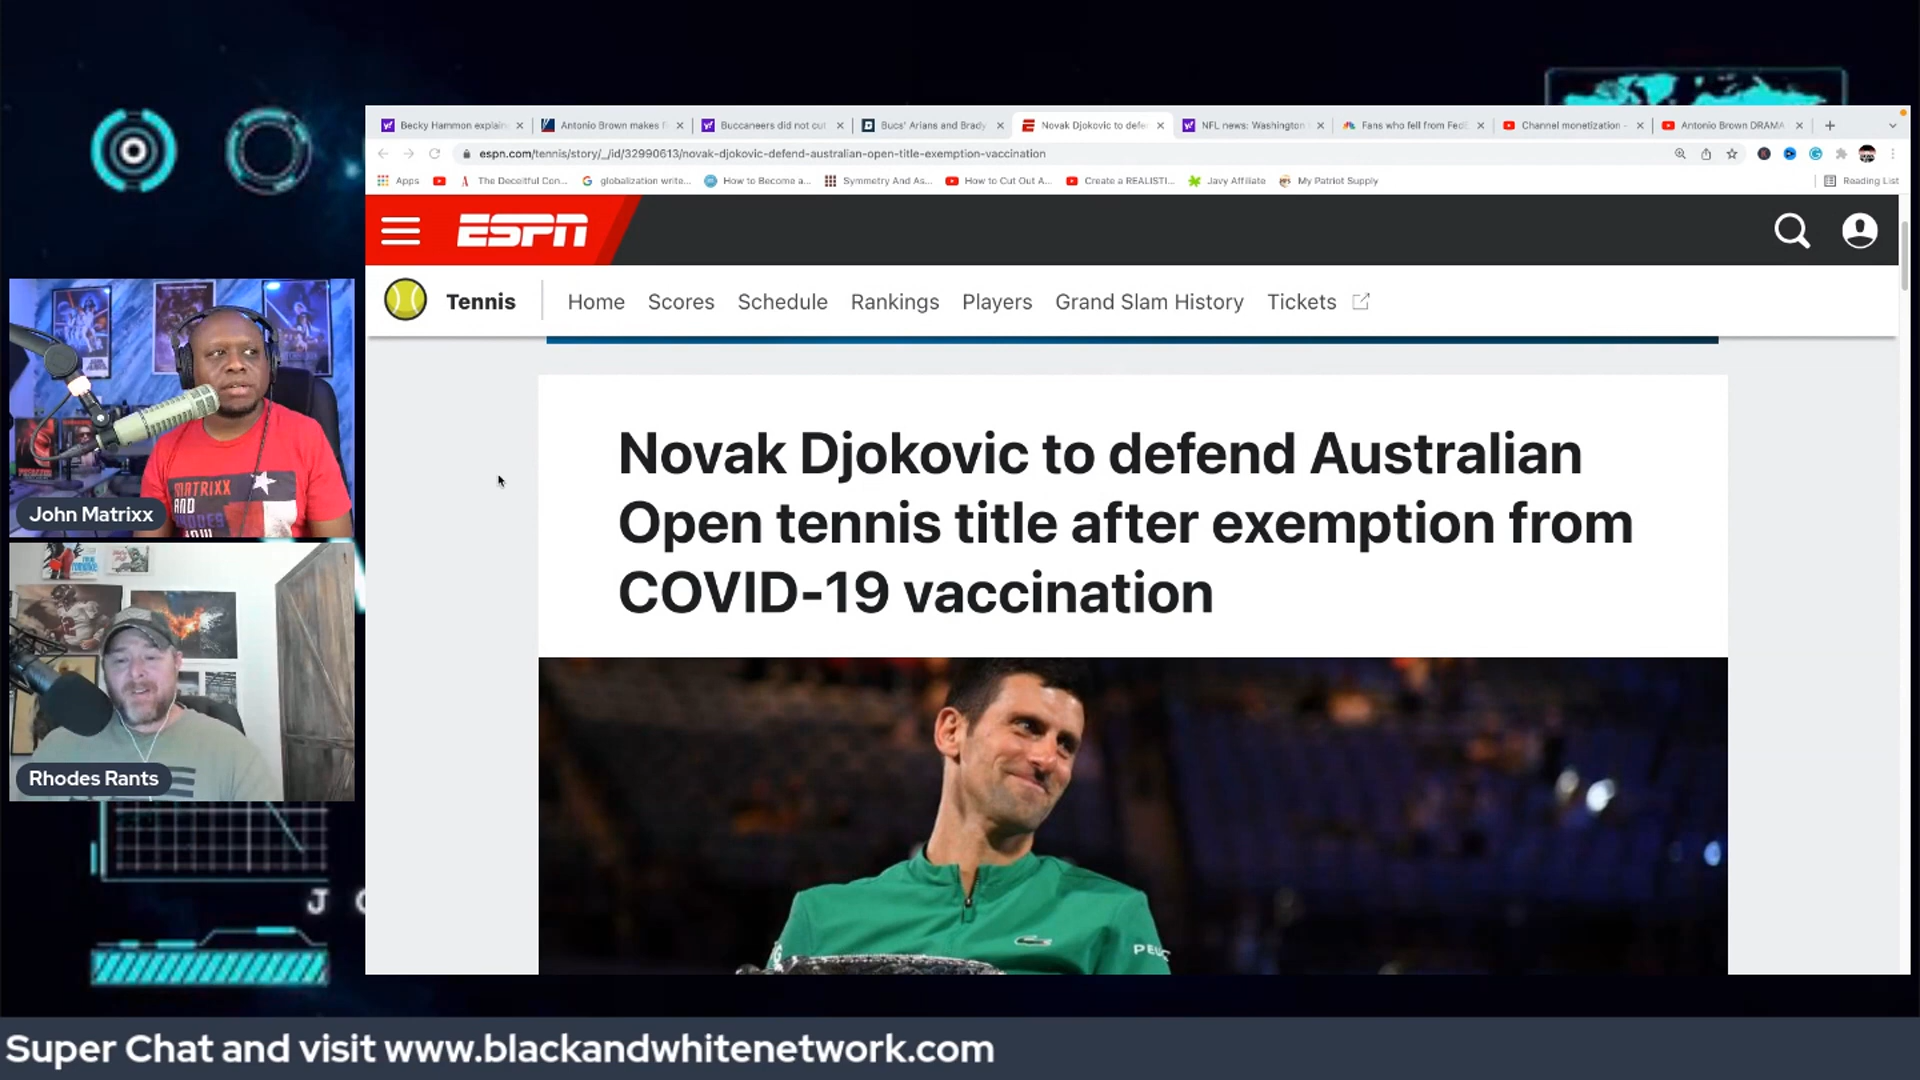 Becky Hammon explain
Antonio Brown makes
Buccaneers did not cut
Bucs' Arians and Brady
Novak Djokovic to defe
NFL news: Washington
Fans who fell from FedE
Channel monetization -
Antonio Brown DRAMA
espn.com/tennis/story/_/id/32990613/novak-djokovic-defend-australian-open-title-exemption-vaccination
Apps
The Deceitful Con...
globalization write...
How to Become a...
Symmetry And As...
How to Cut Out A...
Create a REALISTI...
Javy Affiliate
My Patriot Supply
Reading List
ESPN
Tennis
Home
Scores
Schedule
Rankings
Players
Grand Slam History
Tickets
Novak Djokovic to defend Australian
Open tennis title after exemption from
COVID-19 vaccination
MATRIXX
AND
RHODES
John Matrixx
Rhodes Rants
J
Super Chat and visit www.blackandwhitenetwork.com